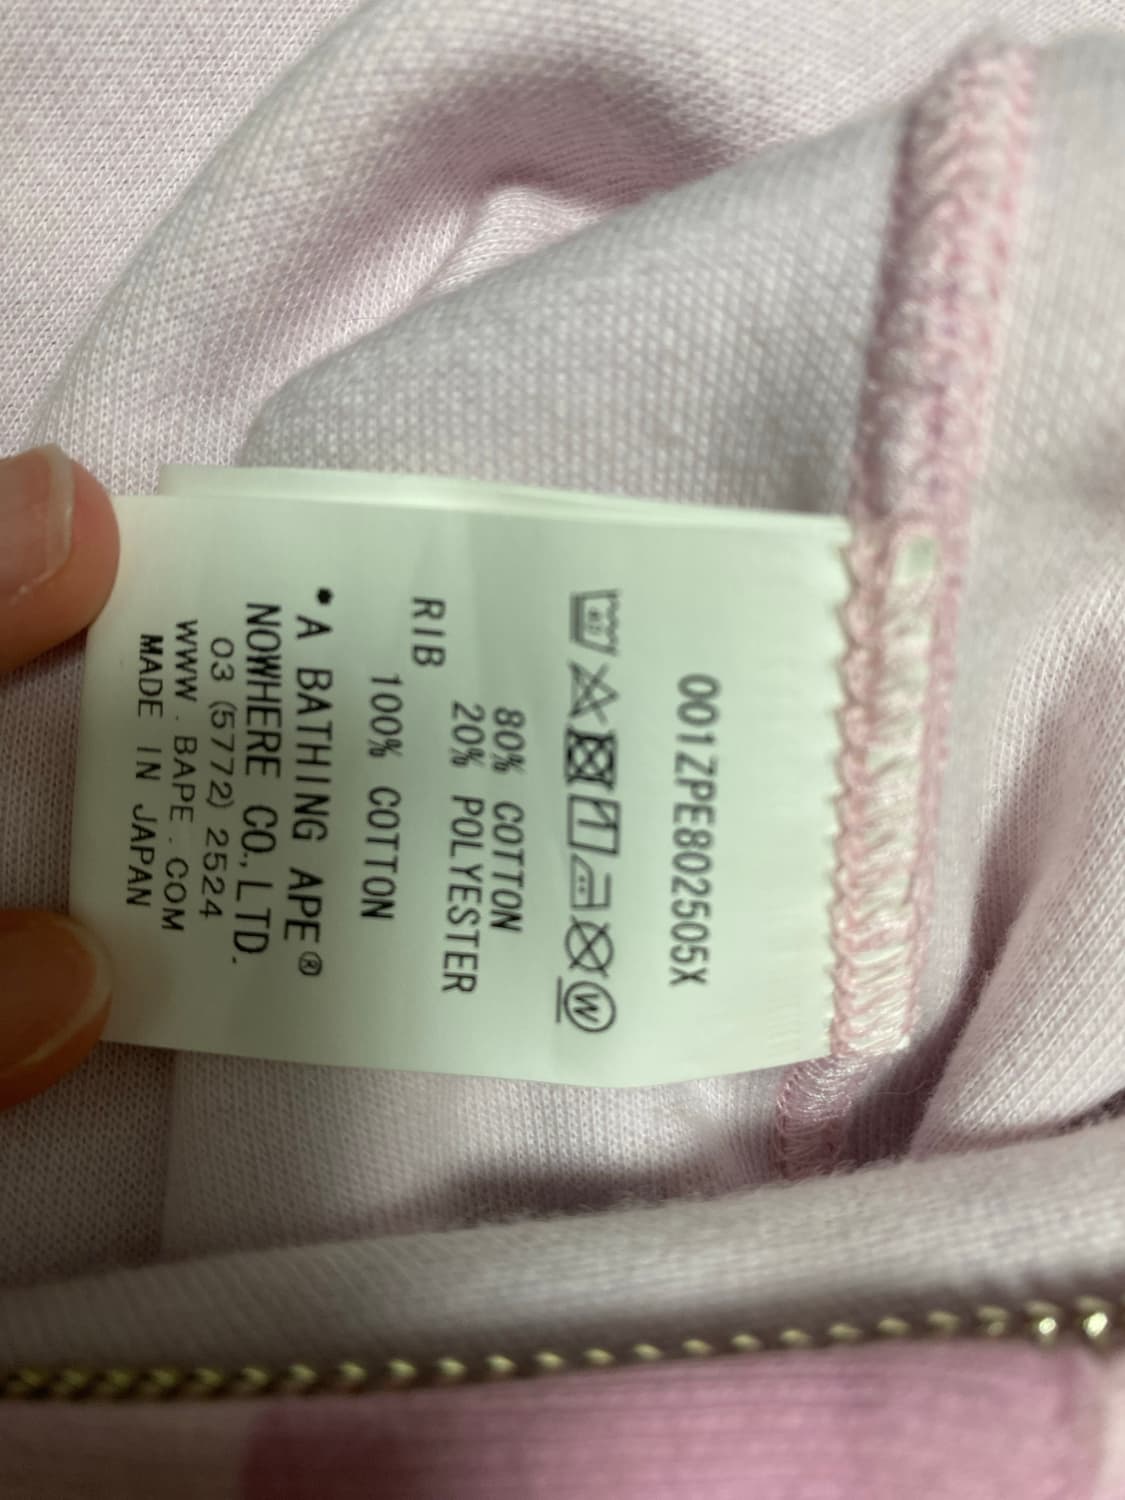 001ZPE802505X
80% COTTON
20% POLYESTER
RIB
100% COTTON
A BATHING APE®
NOWHERE CO., LTD.
03 (5772) 2524
WWW . BAPE . COM
MADE IN JAPAN